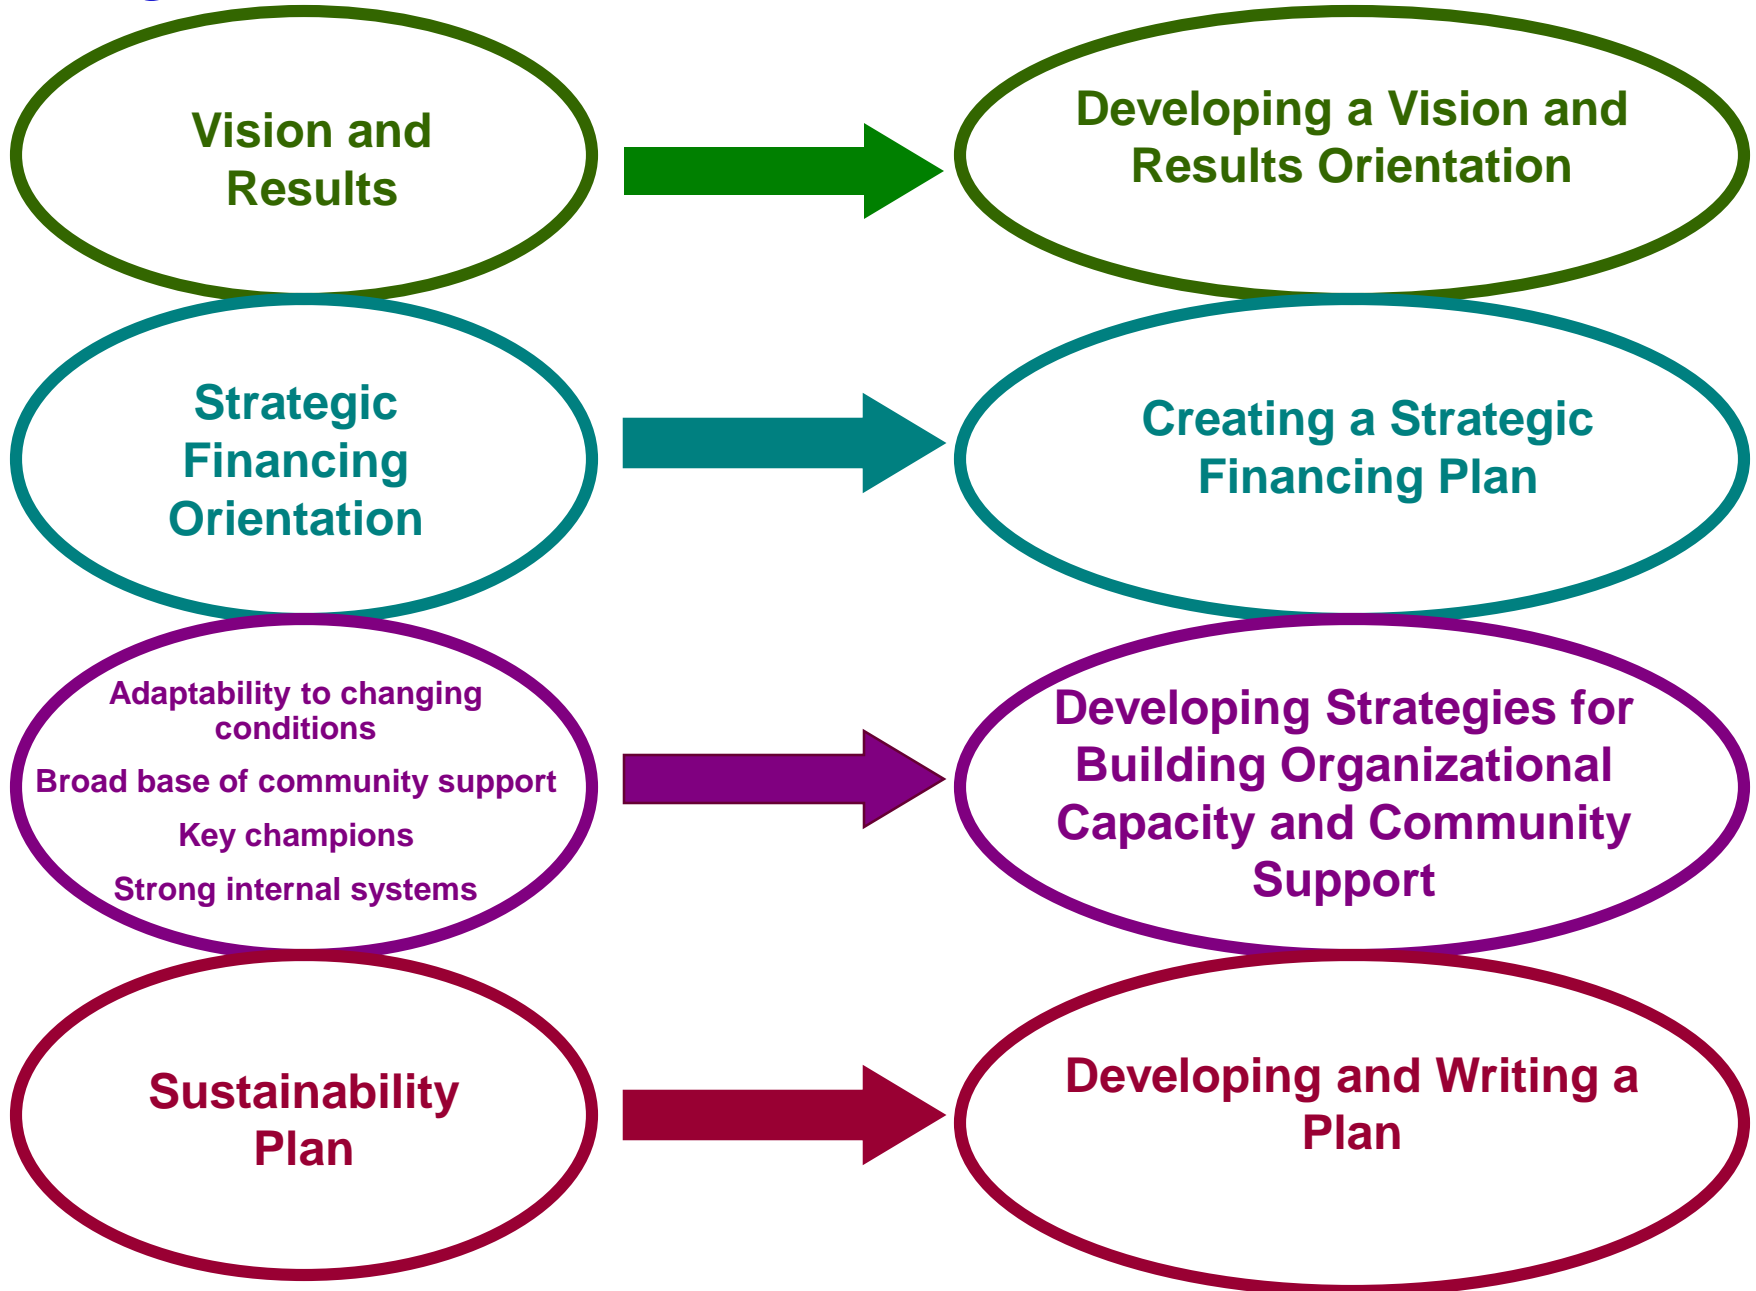 Vision and
Results
Developing a Vision and
Results Orientation
Strategic
Financing
Orientation
Creating a Strategic
Financing Plan
Adaptability to changing
conditions
Broad base of community support
Key champions
Strong internal systems
Developing Strategies for
Building Organizational
Capacity and Community
Support
Sustainability
Plan
Developing and Writing a
Plan